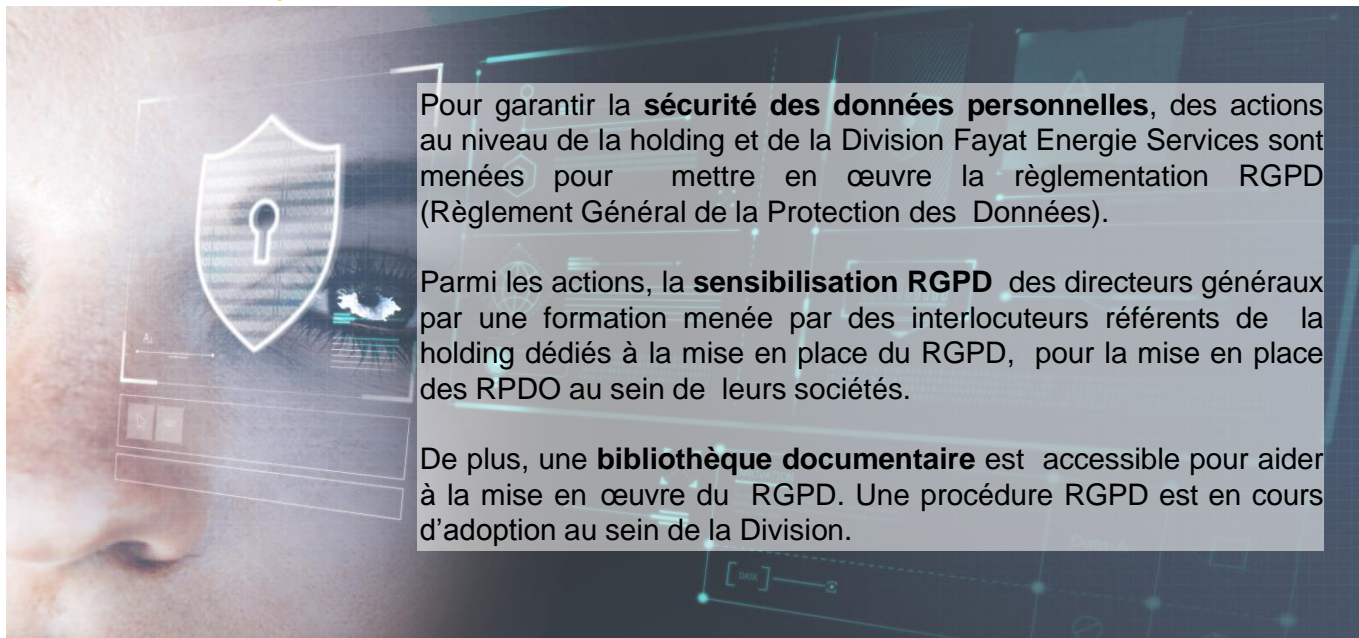 Pour garantir la sécurité des données personnelles, des actions
au niveau de la holding et de la Division Fayat Energie Services sont
menées pour mettre en œuvre la règlementation RGPD
(Règlement Général de la Protection des Données).
Parmi les actions, la sensibilisation RGPD des directeurs généraux
par une formation menée par des interlocuteurs référents de la
holding dédiés à la mise en place du RGPD, pour la mise en place
des RPDO au sein de leurs sociétés.
De plus, une bibliothèque documentaire est accessible pour aider
à la mise en œuvre du RGPD. Une procédure RGPD est en cours
d’adoption au sein de la Division.
A1
Data-A
[ DATA ]